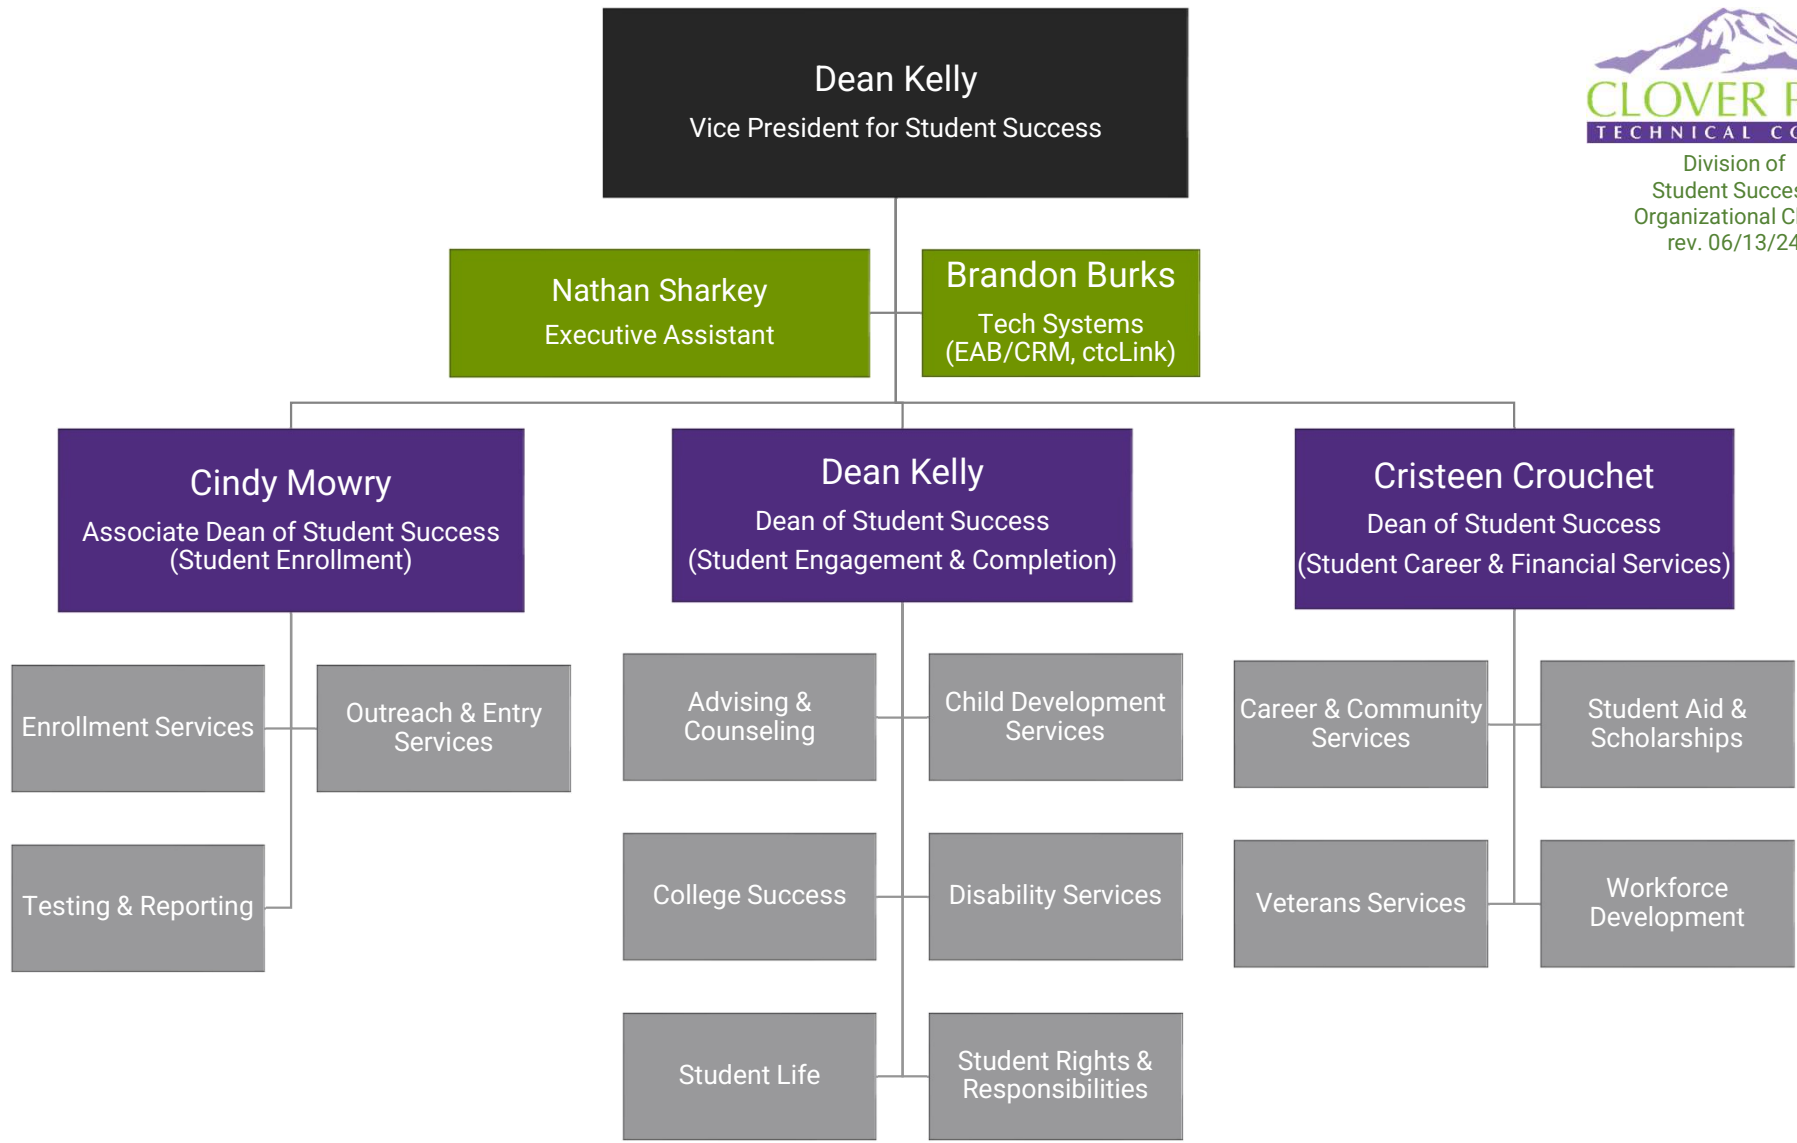 Dean Kelly
Vice President for Student Success
CLOVER
TECHNICAL
Division of
Student
Organizational
rev. 06/13/24
Nathan Sharkey
Executive Assistant
Brandon Burks
Tech Systems
(EAB/CRM, ctcLink)
Cindy Mowry
Associate Dean of Student Success
(Student Enrollment)
Dean Kelly
Dean of Student Success
(Student Engagement & Completion)
Cristeen Crouchet
Dean of Student Success
(Student Career & Financial Services)
Enrollment Services
Outreach & Entry
Services
Testing & Reporting
Advising &
Counseling
Child Development
Services
College Success
Disability Services
Student Life
Student Rights &
Responsibilities
Career & Community
Services
Student Aid &
Scholarships
Veterans Services
Workforce
Development